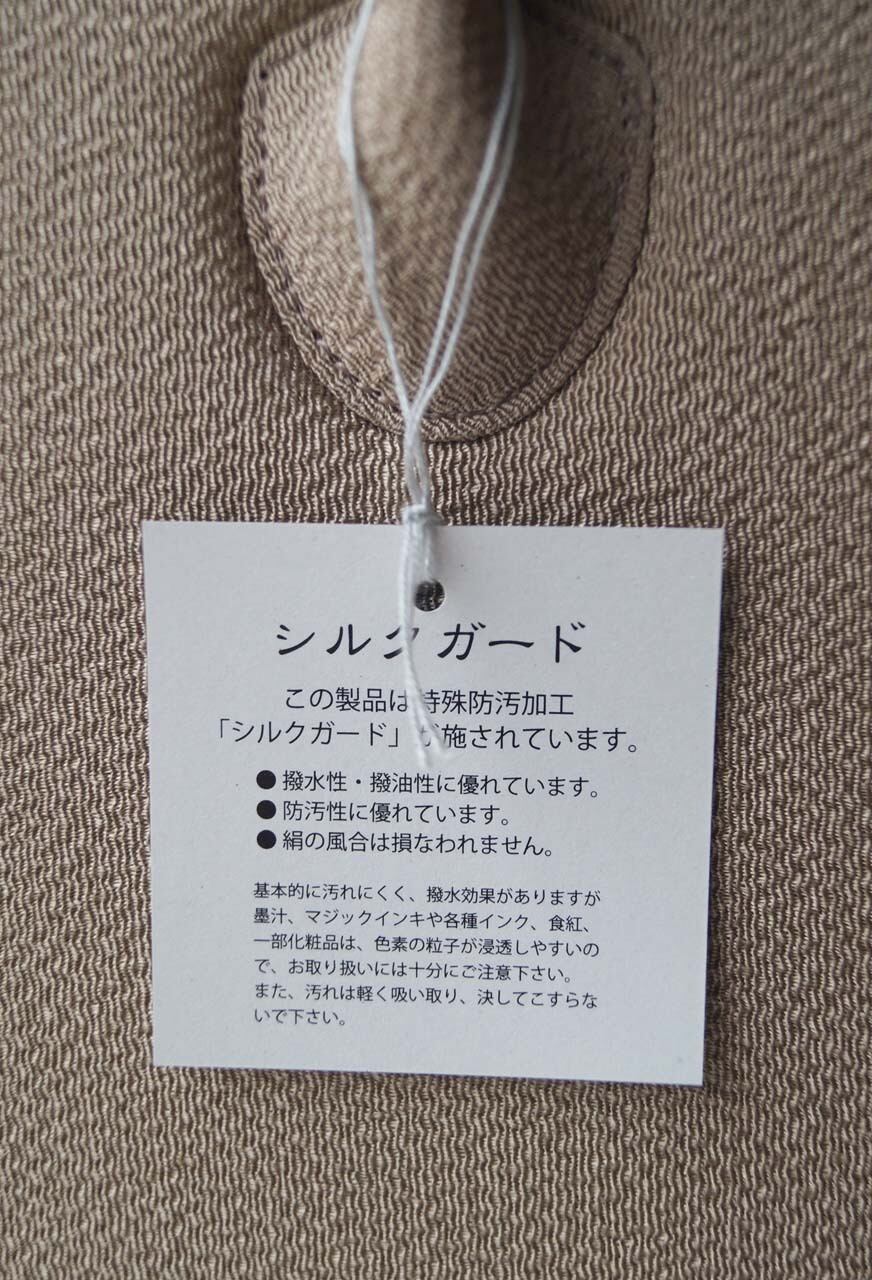 シルクガード
この製品は特殊防汚加工
「シルクガード」が施されています。
● 撥水性・撥油性に優れています。
● 防汚性に優れています。
● 絹の風合は損なわれません。
基本的に汚れにくく、撥水効果がありますが
墨汁、マジックインキや各種インク、食紅、
一部化粧品は、色素の粒子が浸透しやすいの
で、お取り扱いには十分にご注意下さい。
また、汚れは軽く吸い取り、決してこすらな
いで下さい。